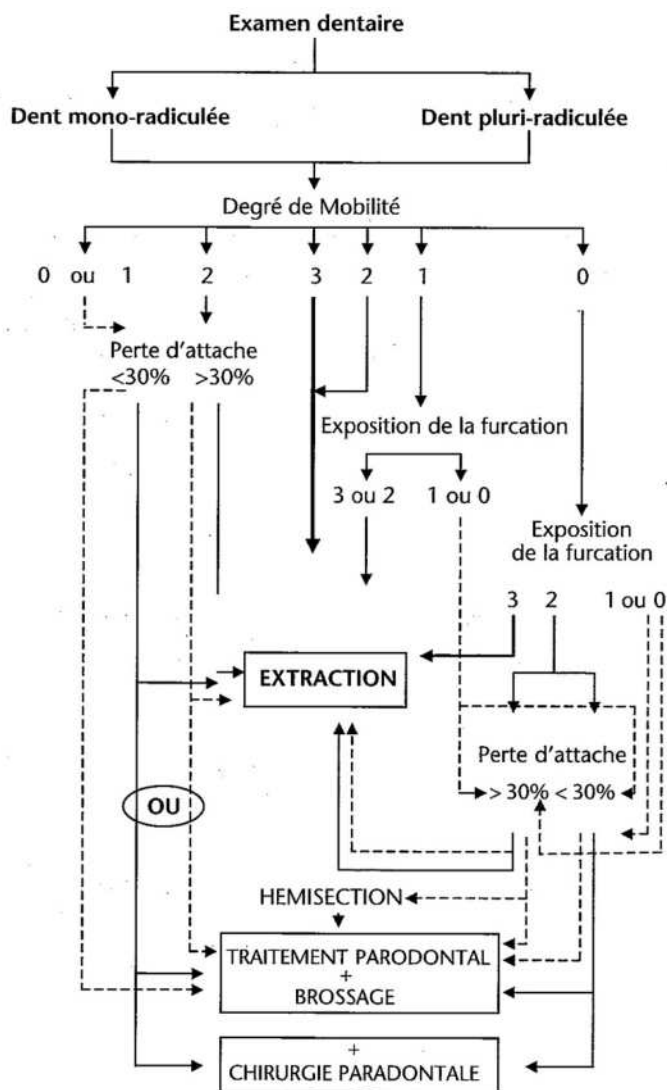 Examen dentaire
Dent mono-radiculée Dent pluri-radiculée
Degré de Mobilité
0 ou 1 2 3 2 1 0
Perte d'attache
<30% >30%
Exposition de la furcation
3 ou 2 1 ou 0
Exposition
de la furcation
3 2 1 ou 0
EXTRACTION
Perte d'attache
> 30% < 30%
OU
HEMISECTION
TRAITEMENT PARODONTAL
+
BROSSAGE
+
CHIRURGIE PARADONTALE